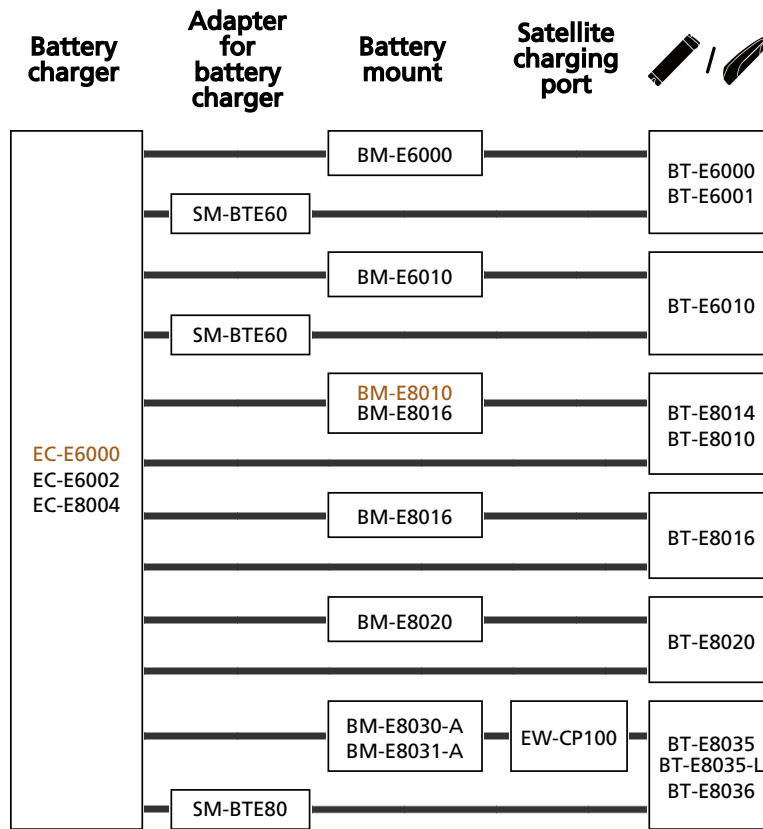 Battery
charger
Adapter
for
battery
charger
Battery
mount
Satellite
charging
port
/
EC-E6000
EC-E6002
EC-E8004
BM-E6000
BT-E6000
BT-E6001
SM-BTE60
BM-E6010
BT-E6010
SM-BTE60
BM-E8010
BM-E8016
BT-E8014
BT-E8010
BM-E8016
BT-E8016
BM-E8020
BT-E8020
BM-E8030-A
BM-E8031-A
EW-CP100
BT-E8035
BT-E8035-L
BT-E8036
SM-BTE80